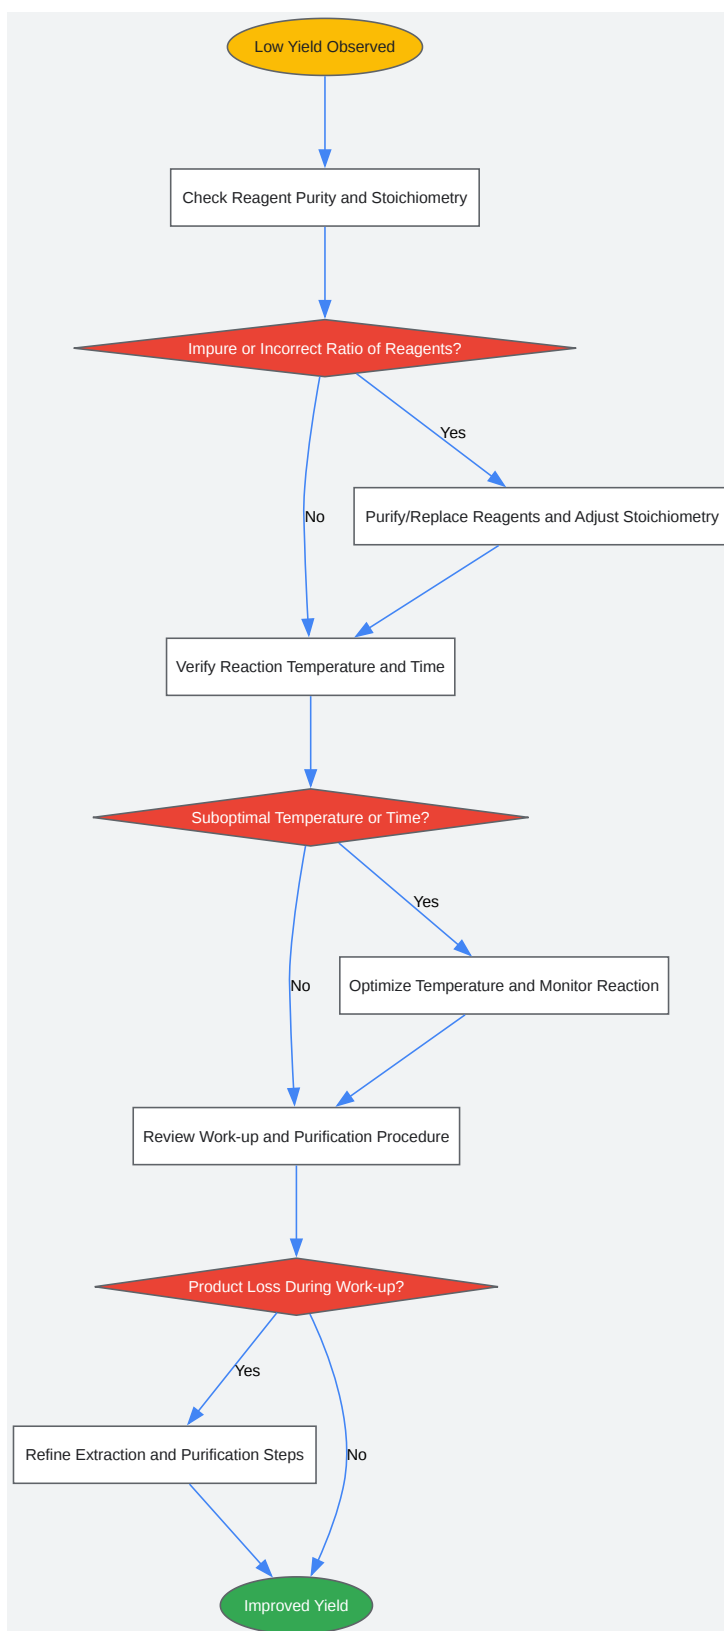 Low Yield Observed
Check Reagent Purity and Stoichiometry
Impure or Incorrect Ratio of Reagents?
Yes
No
Purify/Replace Reagents and Adjust Stoichiometry
Verify Reaction Temperature and Time
Suboptimal Temperature or Time?
Yes
No
Optimize Temperature and Monitor Reaction
Review Work-up and Purification Procedure
Product Loss During Work-up?
Yes
Refine Extraction and Purification Steps
No
Improved Yield